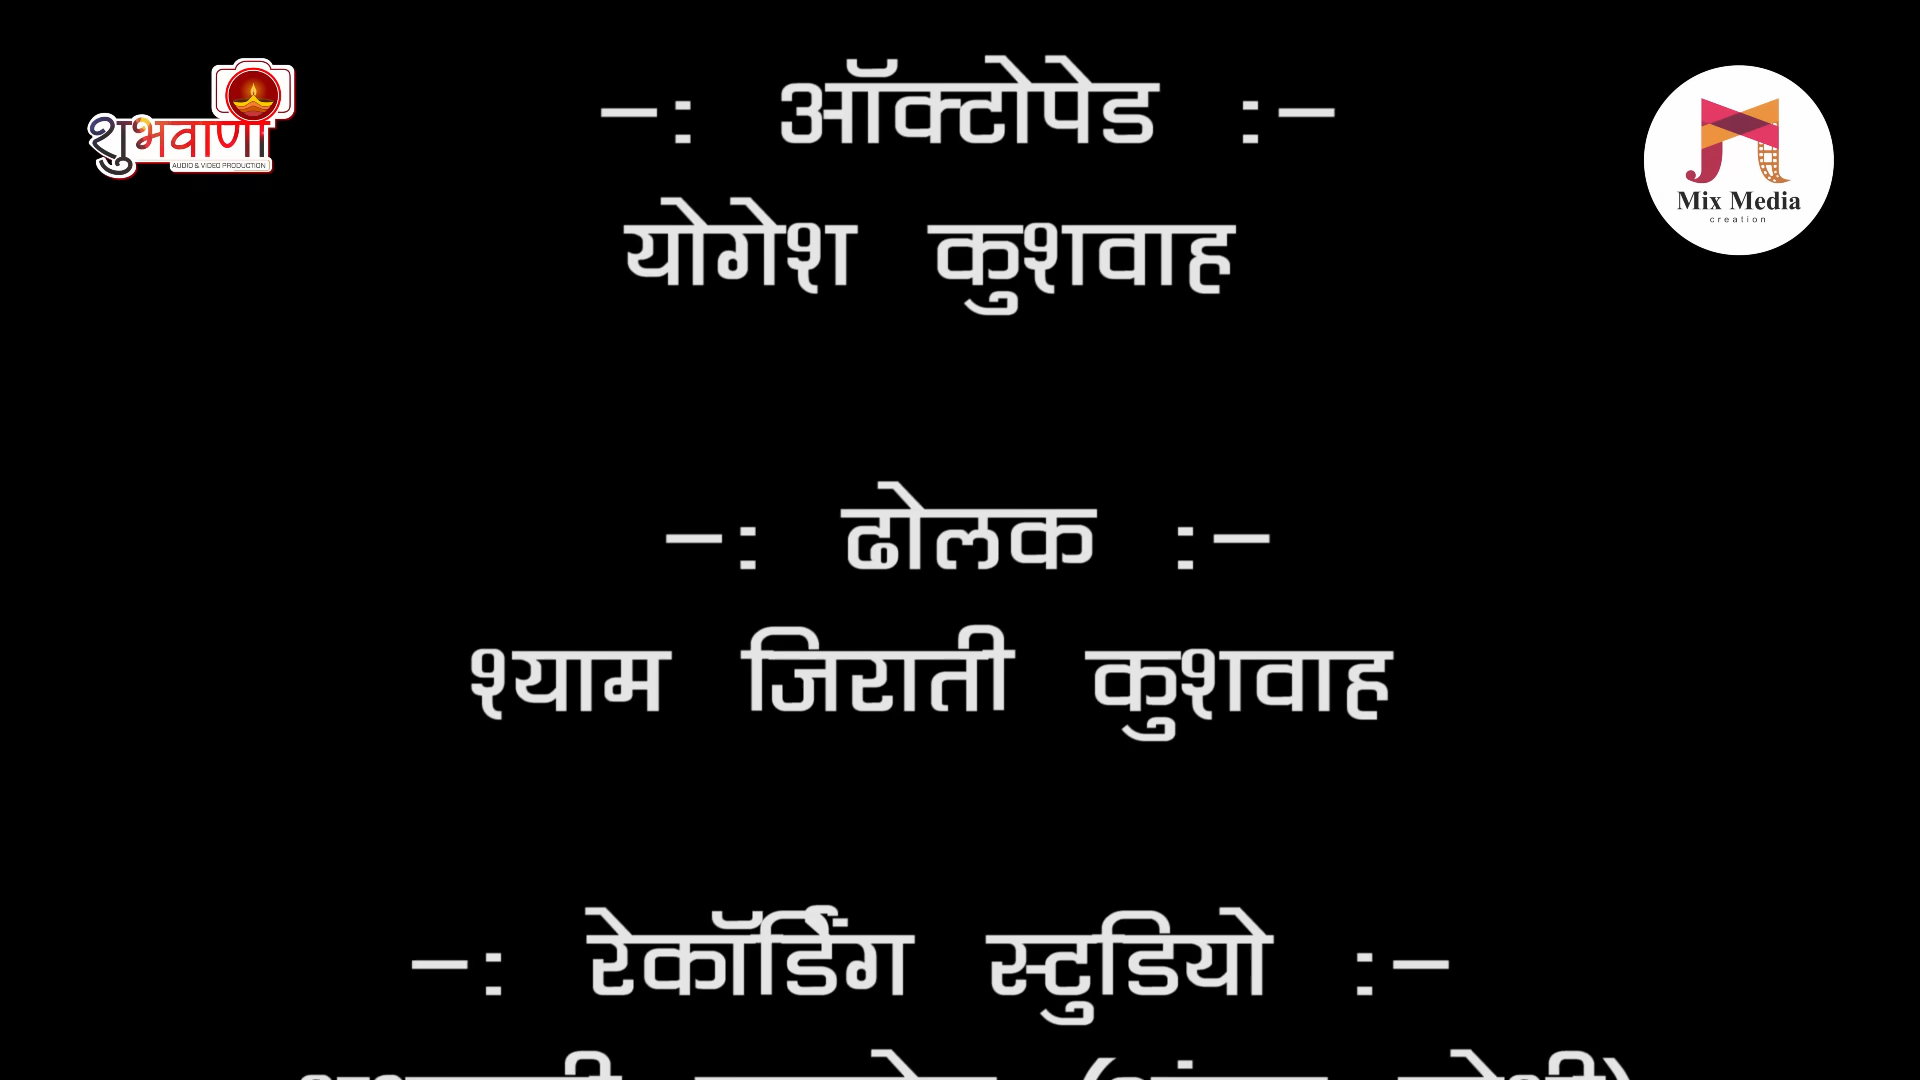 शुभवाणी
AUDIO & VIDEO PRODUCTION
-: ऑक्टोपेड :-
योगेश कुशवाह
Mix Media
creation
-: ढोलक :-
श्याम जिराती कुशवाह
-: रेकॉर्डिंग स्टुडियो :-